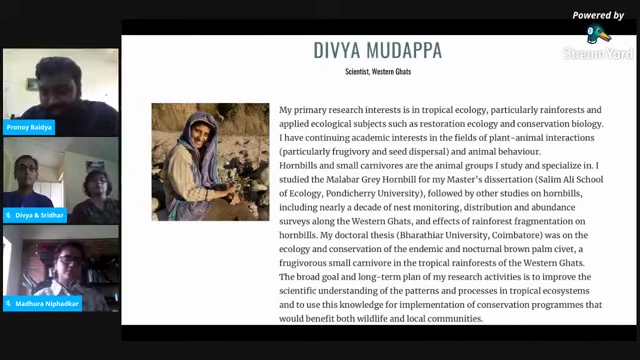 Powered by
StreamYard
DIVYA MUDAPPA
Scientist, Western Ghats
My primary research interests is in tropical ecology, particularly rainforests and
applied ecological subjects such as restoration ecology and conservation biology.
I have continuing academic interests in the fields of plant-animal interactions
(particularly frugivory and seed dispersal) and animal behaviour.
Hornbills and small carnivores are the animal groups I study and specialize in. I
studied the Malabar Grey Hornbill for my Master's dissertation (Salim Ali School
of Ecology, Pondicherry University), followed by other studies on hornbills,
including nearly a decade of nest monitoring, distribution and abundance
surveys along the Western Ghats, and effects of rainforest fragmentation on
hornbills. My doctoral thesis (Bharathiar University, Coimbatore) was on the
ecology and conservation of the endemic and nocturnal brown palm civet, a
frugivorous small carnivore in the tropical rainforests of the Western Ghats.
The broad goal and long-term plan of my research activities is to improve the
scientific understanding of the patterns and processes in tropical ecosystems
and to use this knowledge for implementation of conservation programmes that
would benefit both wildlife and local communities.
Pronoy Baidya
Divya & Sridhar
Madhura Niphadkar